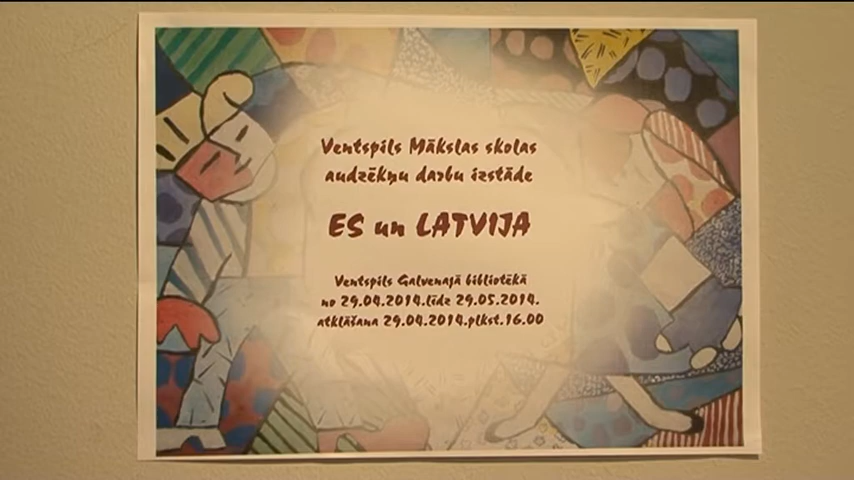 Ventspils Mākslas skolas
audzēkņu darbu izstāde
ES un LATVIJA
Ventspils Galvenajā bibliotēkā
no 29.04.2014.līdz 29.05.2014.
atklāšana 29.04.2014.plkst.16.00